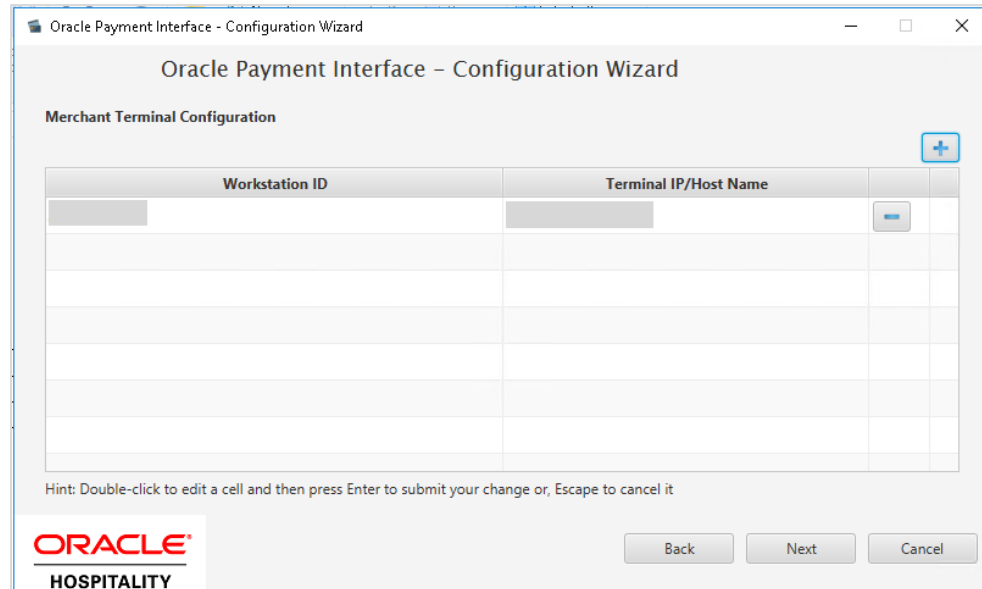 Oracle Payment Interface - Configuration Wizard
Oracle Payment Interface – Configuration Wizard
Merchant Terminal Configuration
Workstation ID Terminal IP/Host Name
Hint: Double-click to edit a cell and then press Enter to submit your change or, Escape to cancel it
ORACLE®
HOSPITALITY
Back Next Cancel